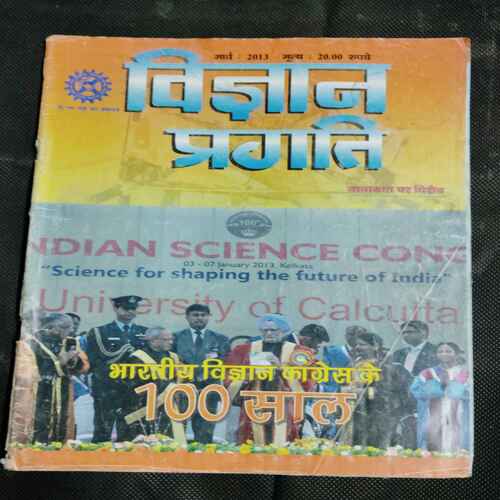 मार्च : 2013 मूल्य : 20.00 रुपये
विज्ञान
प्रगति
INDIAN SCIENCE CONG
03 - 07 January 2013, Kolkata
"Science for shaping the future of India"
University of Calcutta
भारतीय विज्ञान कांग्रेस के
100 साल